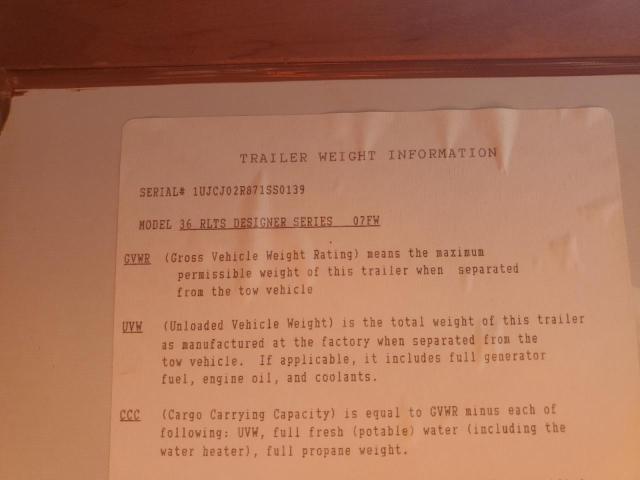 TRAILER WEIGHT INFORMATION
SERIAL# 1UJCJ02R871SS0139
MODEL 36 RLTS DESIGNER SERIES 07FW
GVWR (Gross Vehicle Weight Rating) means the maximum
permissible weight of this trailer when separated
from the tow vehicle
UVW (Unloaded Vehicle Weight) is the total weight of this trailer
as manufactured at the factory when separated from the
tow vehicle. If applicable, it includes full generator
fuel, engine oil, and coolants.
CCC (Cargo Carrying Capacity) is equal to GVWR minus each of
following: UVW, full fresh (potable) water (including the
water heater), full propane weight.